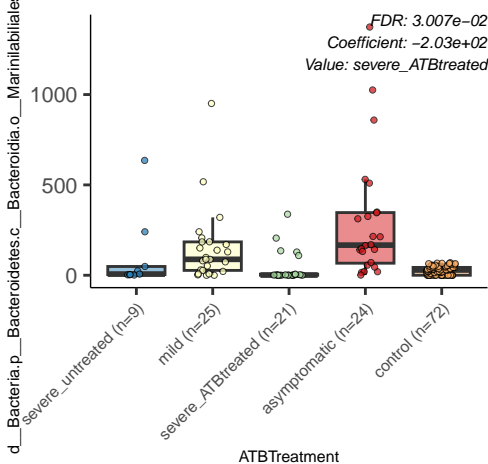 FDR: 3.007e−02
Coefficient: −2.03e+02
Value: severe_ATBtreated
d__Bacteria.p__Bacteroidetes.c__Bacteroidia.o__Marinilabiliales
1000
500
0
severe_untreated (n=9)
mild (n=25)
severe_ATBtreated (n=21)
asymptomatic (n=24)
control (n=72)
ATBTreatment